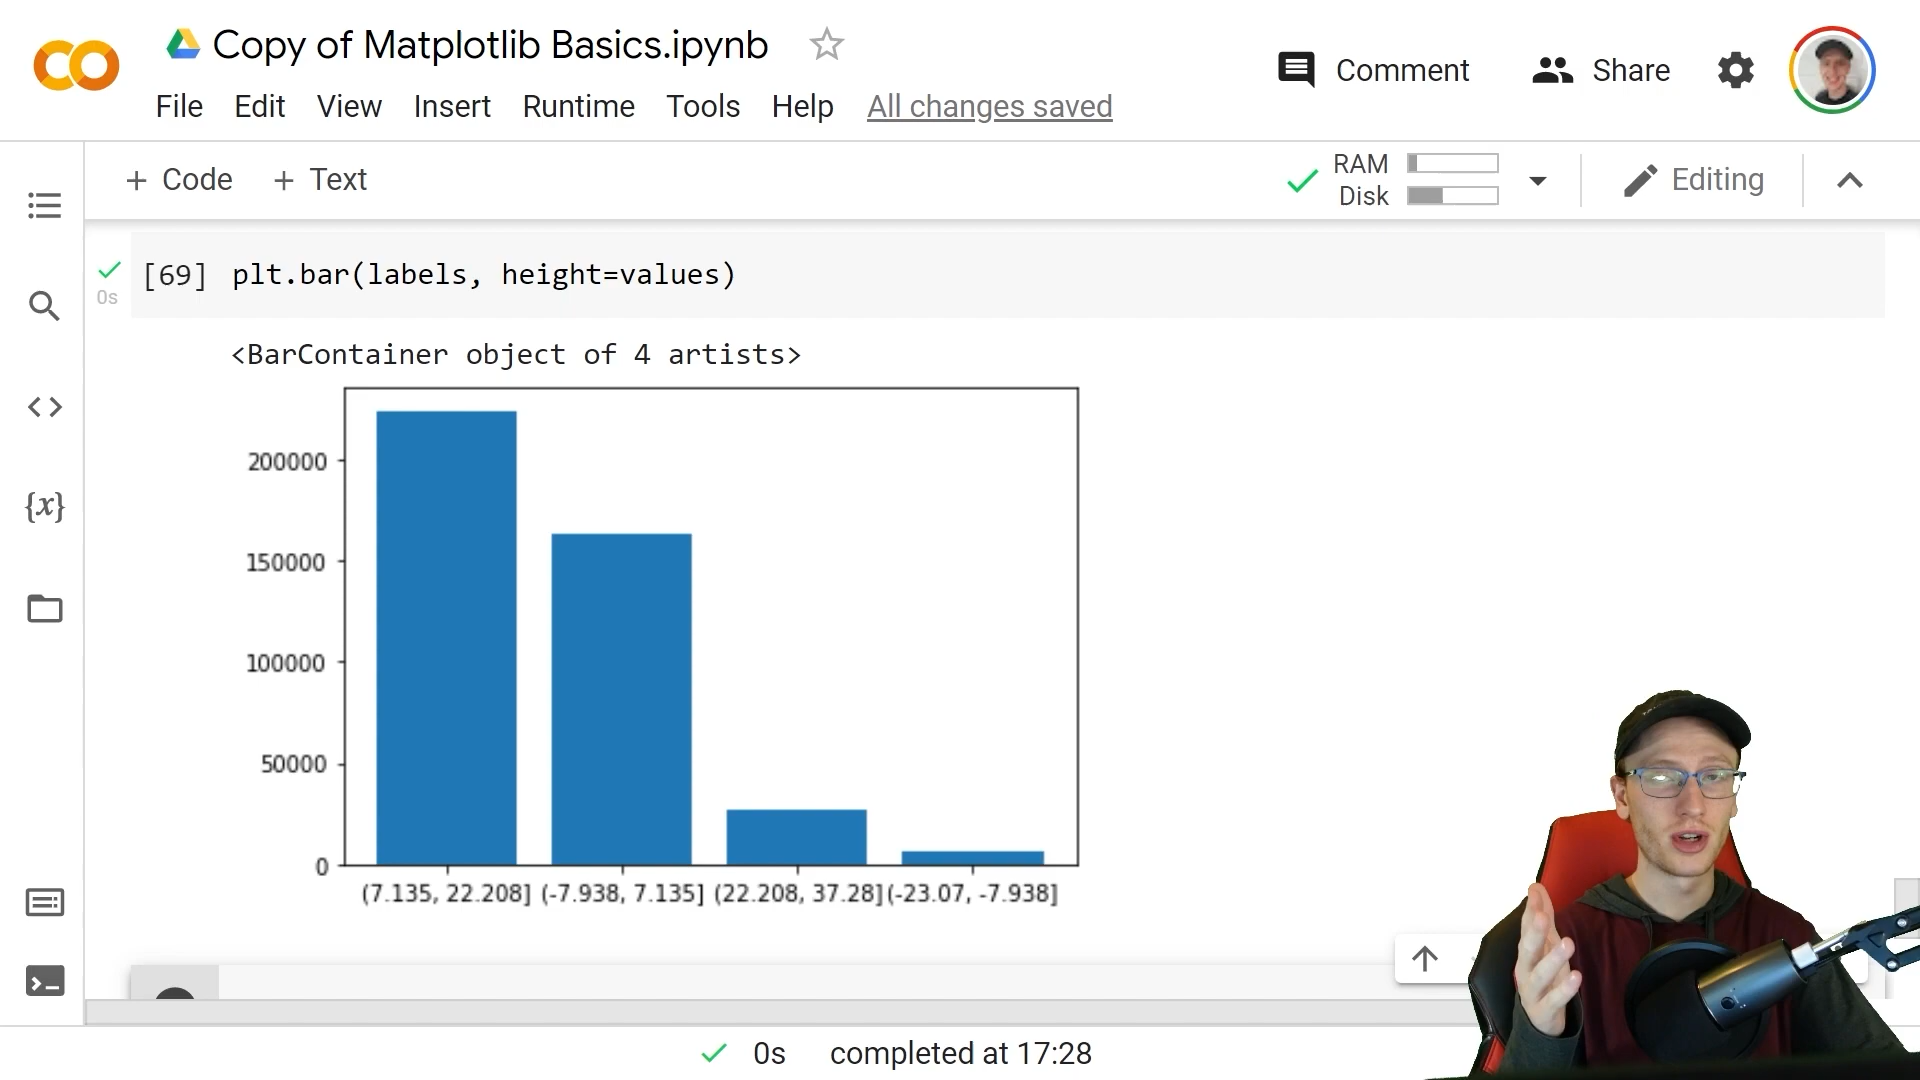 Copy of Matplotlib Basics.ipynb
Comment
Share
File Edit View Insert Runtime Tools Help All changes saved
+ Code + Text
RAM
Disk
Editing
[69] plt.bar(labels, height=values)
0s
<BarContainer object of 4 artists>
200000
150000
100000
50000
0
(7.135, 22.208] (-7.938, 7.135] (22.208, 37.28] (-23.07, -7.938]
{x}
0s completed at 17:28